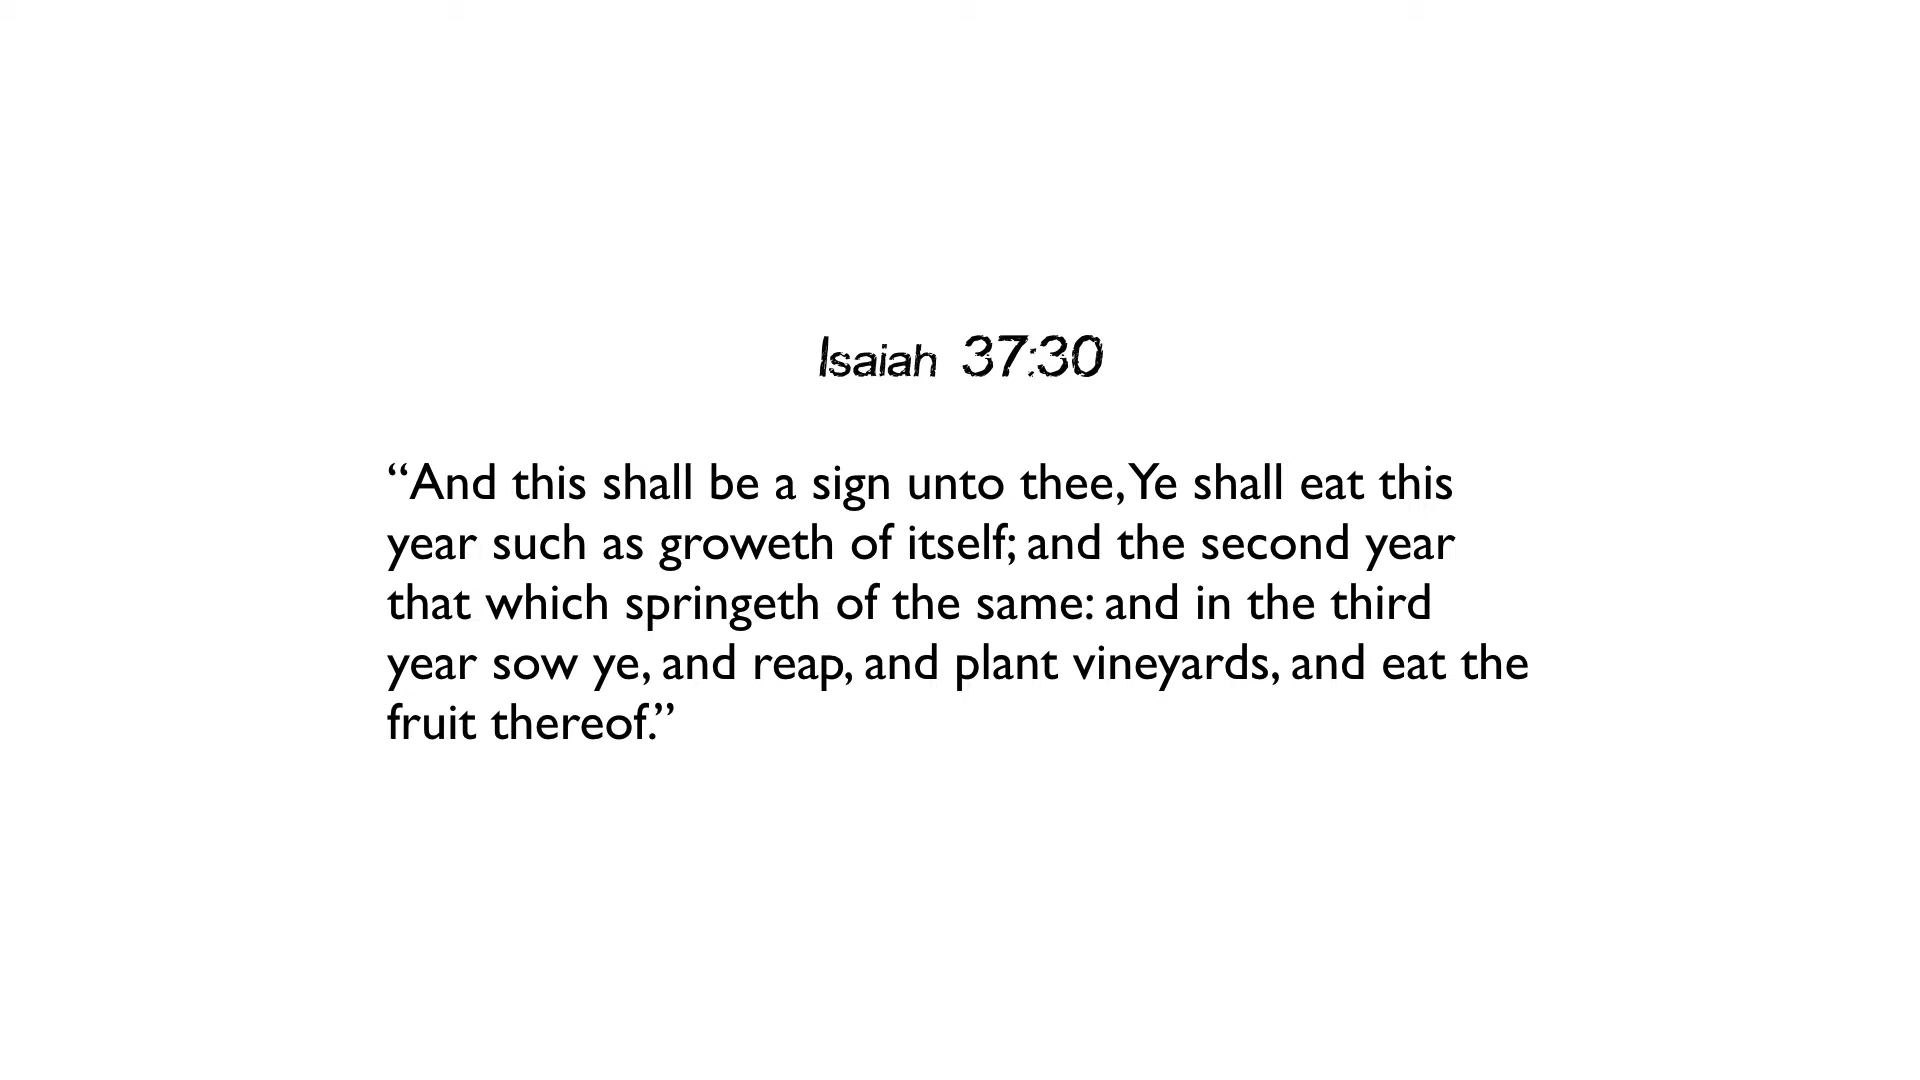 Isaiah 37:30
“And this shall be a sign unto thee, Ye shall eat this
year such as groweth of itself; and the second year
that which springeth of the same: and in the third
year sow ye, and reap, and plant vineyards, and eat the
fruit thereof.”